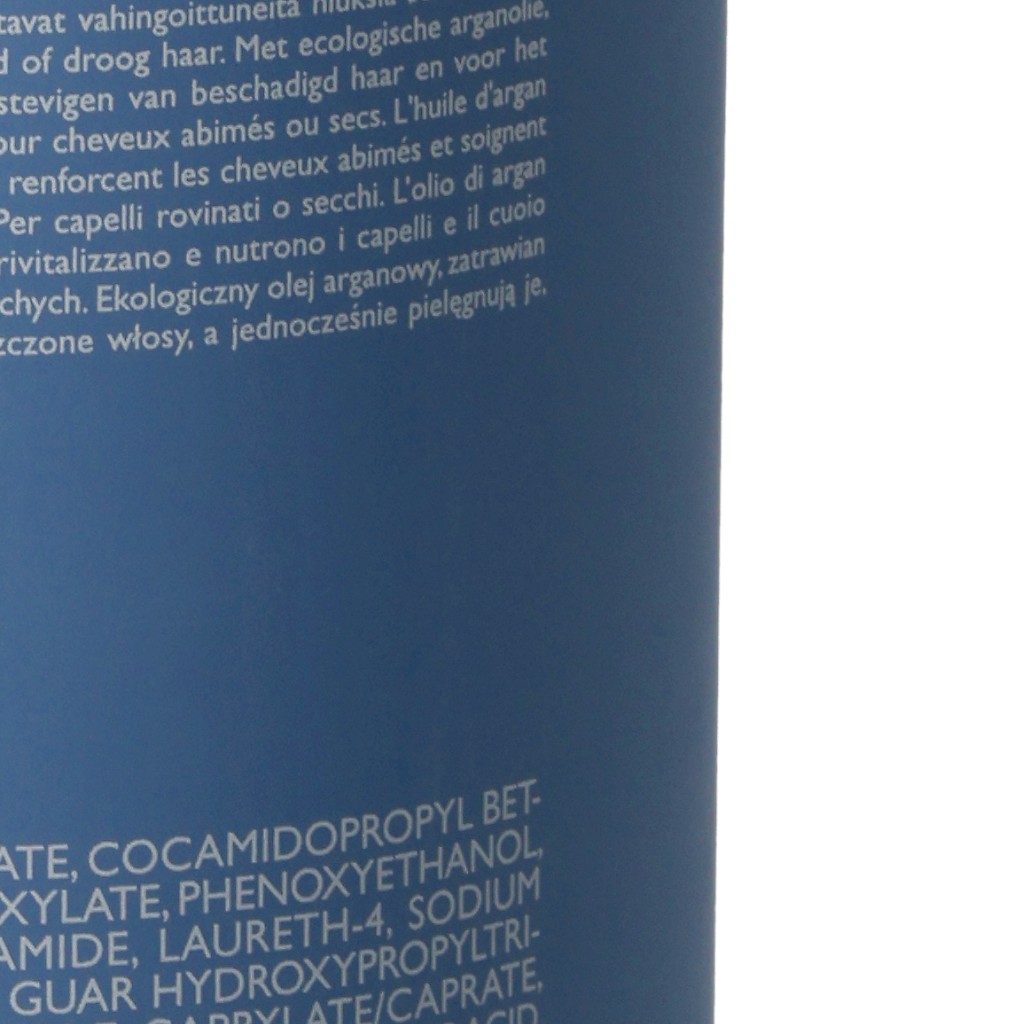 vahingoittuneita
of droog haar. Met ecologische arganolie,
stevigen van beschadigd haar en voor het
cheveux abimés ou secs. L'huile d'argan
renforcent les cheveux abimés et soignent
Per capelli rovinati o secchi. L'olio di argan
rivitalizzano e nutrono i capelli e il cuoio
chych. Ekologiczny olej arganowy, zatrawian
zczone włosy, a jednocześnie pielęgnują je.
ATE, COCAMIDOPROPYL BET-
XYLATE, PHENOXYETHANOL,
AMIDE, LAURETH-4, SODIUM
GUAR HYDROXYPROPYLTRI-
CAPRYLATE/CAPRATE,
ACID